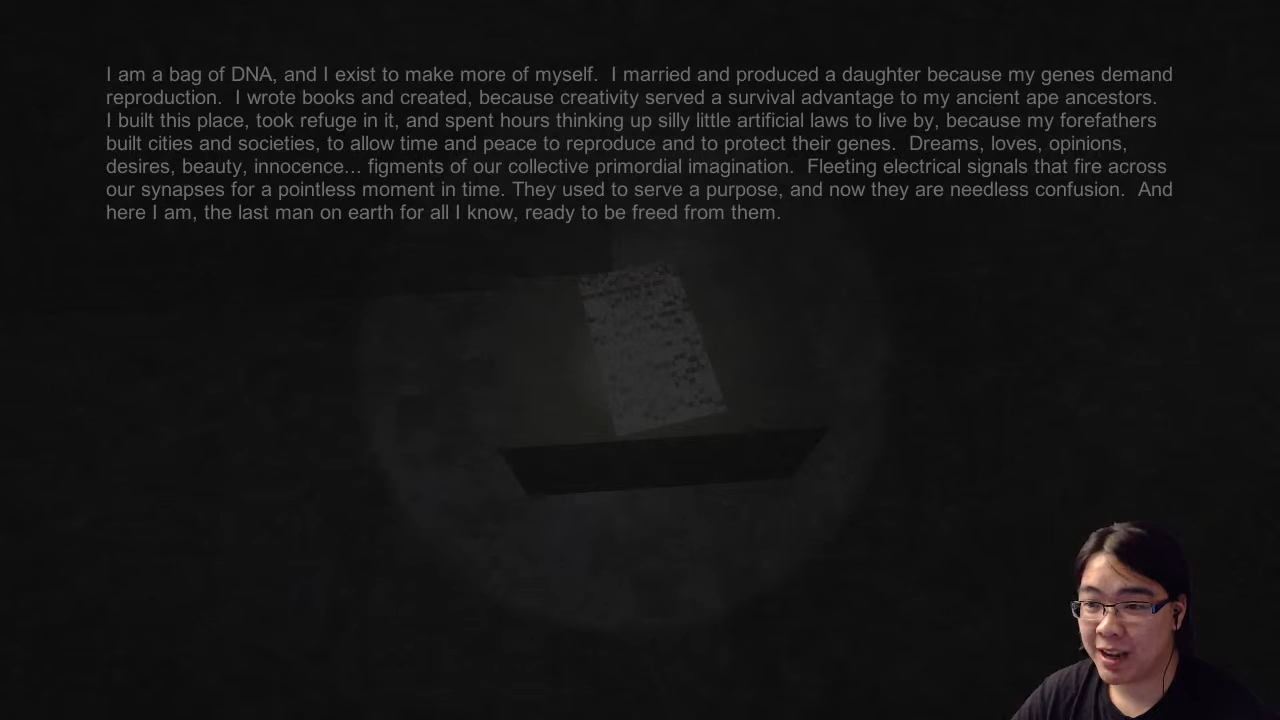 I am a bag of DNA, and I exist to make more of myself.  I married and produced a daughter because my genes demand
reproduction.  I wrote books and created, because creativity served a survival advantage to my ancient ape ancestors.
I built this place, took refuge in it, and spent hours thinking up silly little artificial laws to live by, because my forefathers
built cities and societies, to allow time and peace to reproduce and to protect their genes.  Dreams, loves, opinions,
desires, beauty, innocence... figments of our collective primordial imagination.  Fleeting electrical signals that fire across
our synapses for a pointless moment in time. They used to serve a purpose, and now they are needless confusion.  And
here I am, the last man on earth for all I know, ready to be freed from them.